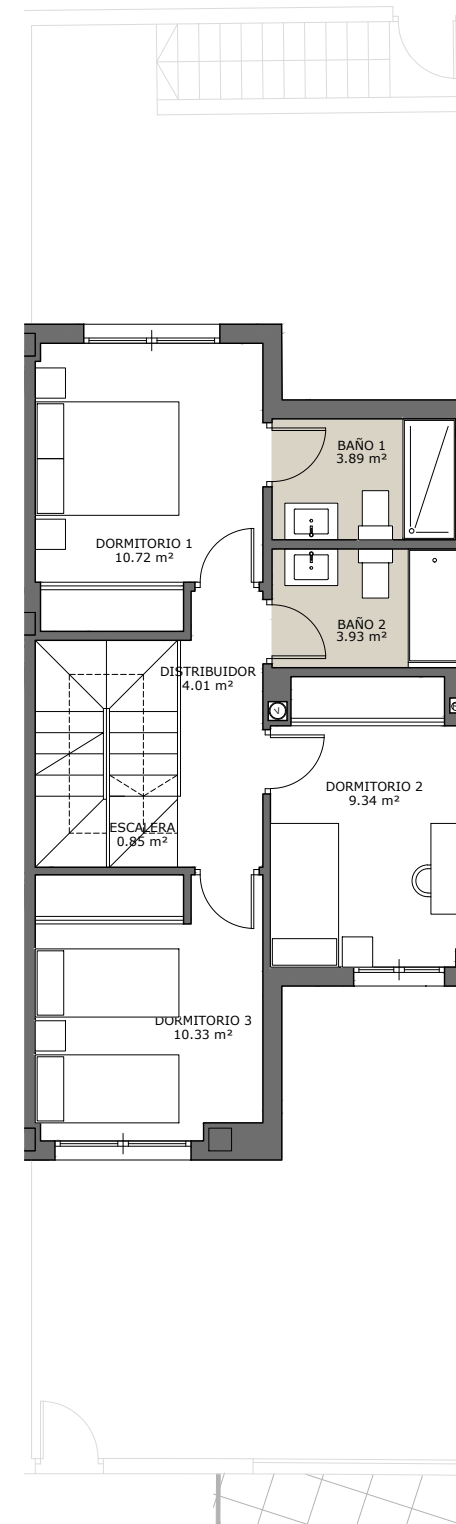 BAÑO 1
3.89 m²
DORMITORIO 1
10.72 m²
BAÑO 2
3.93 m²
DISTRIBUIDOR
4.01 m²
DORMITORIO 2
9.34 m²
ESCALERA
0.85 m²
DORMITORIO 3
10.33 m²